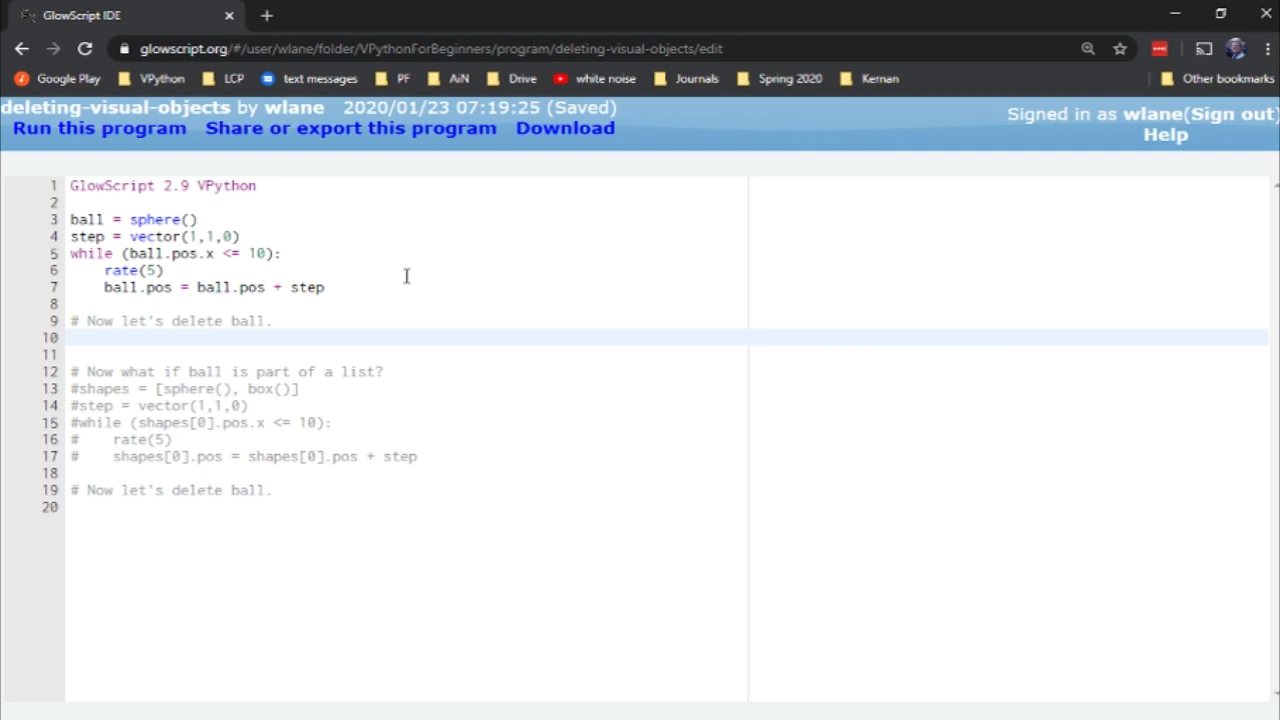 GlowScript IDE
glowscript.org/#/user/wlane/folder/VPythonForBeginners/program/deleting-visual-objects/edit
Google Play VPython LCP text messages PF AiN Drive white noise Journals Spring 2020 Kernan Other bookmarks
deleting-visual-objects by wlane 2020/01/23 07:19:25 (Saved)
Signed in as wlane(Sign out)
Run this program Share or export this program Download
Help
1 GlowScript 2.9 VPython
2
3 ball = sphere()
4 step = vector(1,1,0)
5 while (ball.pos.x <= 10):
6     rate(5)
7     ball.pos = ball.pos + step
8
9 # Now let's delete ball.
10
11
12 # Now what if ball is part of a list?
13 #shapes = [sphere(), box()]
14 #step = vector(1,1,0)
15 #while (shapes[0].pos.x <= 10):
16 #    rate(5)
17 #    shapes[0].pos = shapes[0].pos + step
18
19 # Now let's delete ball.
20